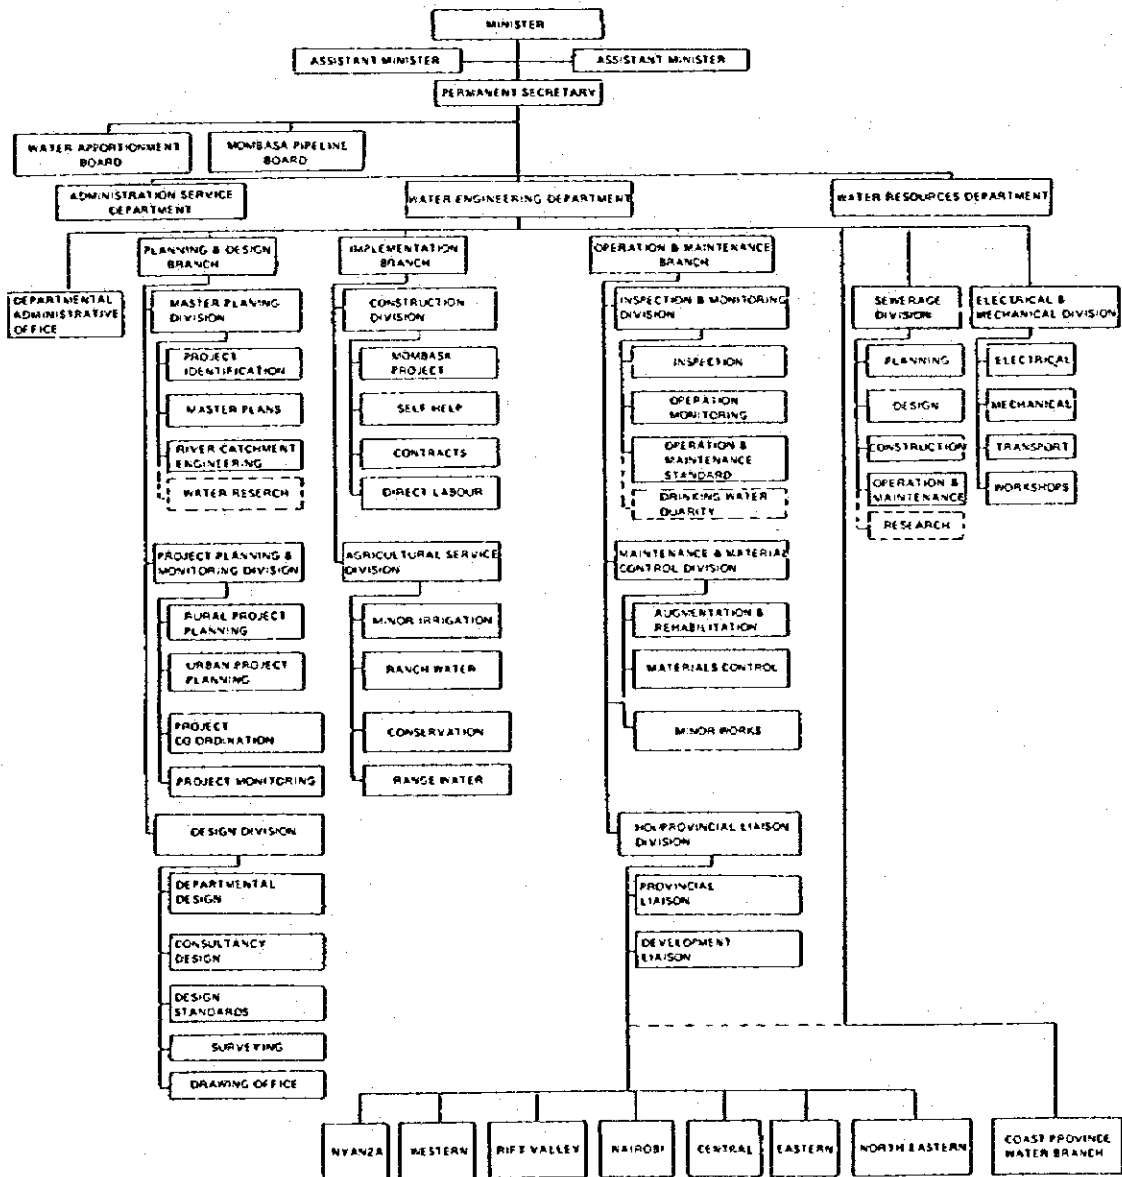 MINISTER
ASSISTANT MINISTER
ASSISTANT MINISTER
PERMANENT SECRETARY
WATER APPORTIONMENT
BOARD
MOMBASA PIPELINE
BOARD
ADMINISTRATION SERVICE
DEPARTMENT
WATER ENGINEERING DEPARTMENT
WATER RESOURCES DEPARTMENT
DEPARTMENTAL
ADMINISTRATIVE
OFFICE
PLANNING & DESIGN
BRANCH
MASTER PLANING
DIVISION
PROJECT
IDENTIFICATION
MASTER PLANS
RIVER CATCHMENT
ENGINEERING
WATER RESERCH
PROJECT PLANNING &
MONITORING DIVISION
RURAL PROJECT
PLANNING
URBAN PROJECT
PLANNING
PROJECT
CO ORDINATION
PROJECT MONITORING
DESIGN DIVISION
DEPARTMENTAL
DESIGN
CONSULTANCY
DESIGN
DESIGN
STANDARDS
SURVEYING
DRAWING OFFICE
IMPLEMENTATION
BRANCH
CONSTRUCTION
DIVISION
MOMBASA
PROJECT
SELF HELP
CONTRACTS
DIRECT LABOUR
AGRICULTURAL SERVICE
DIVISION
MINOR IRRIGATION
RANCH WATER
CONSERVATION
RANGE WATER
OPERATION & MAINTENANCE
BRANCH
INSPECTION & MONITORING
DIVISION
INSPECTION
OPERATION
MONITORING
OPERATION &
MAINTENANCE
STANDARD
DRINKING WATER
QUARITY
MAINTENANCE & MATERIAL
CONTROL DIVISION
AUGMENTATION &
REHABILITATION
MATERIALS CONTROL
MINOR WORKS
PROVINCIAL LIAISON
DIVISION
PROVINCIAL
LIAISON
DEVELOPMENT
LIAISON
SEWERAGE
DIVISION
PLANNING
DESIGN
CONSTRUCTION
OPERATION &
MAINTENANCE
RESEARCH
ELECTRICAL &
MECHANICAL DIVISION
ELECTRICAL
MECHANICAL
TRANSPORT
WORKSHOPS
NYANZA
WESTERN
RIFT VALLEY
NAIROBI
CENTRAL
EASTERN
NORTH EASTERN
COAST PROVINCE
WATER BRANCH